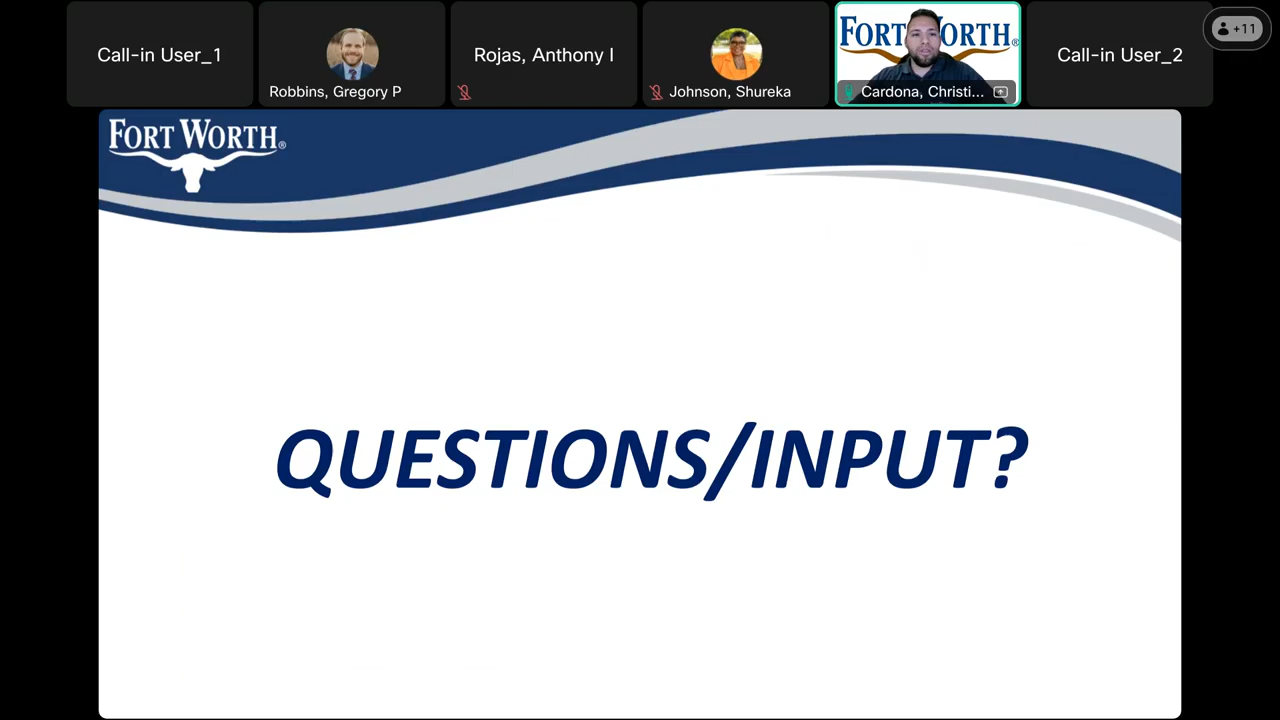 Call-in User_1
Robbins, Gregory P
Rojas, Anthony I
Johnson, Shureka
FORT WORTH®
Cardona, Christi...
Call-in User_2
+11
FORT WORTH®
QUESTIONS/INPUT?